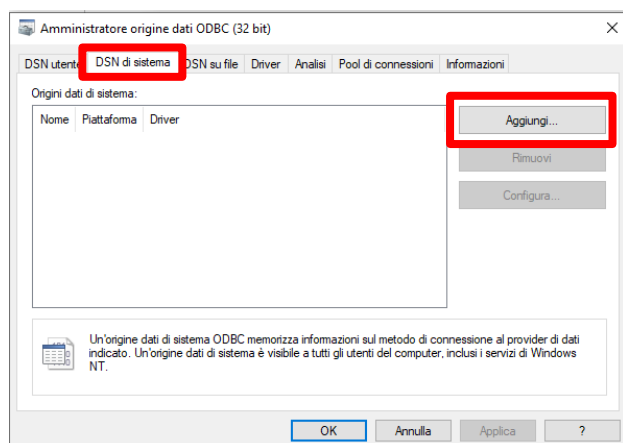 Amministratore origine dati ODBC (32 bit)
DSN utente DSN di sistema DSN su file Driver Analisi Pool di connessioni Informazioni
Origini dati di sistema:
Nome Piattaforma Driver
Aggiungi...
Rimuovi
Configura...
Un'origine dati di sistema ODBC memorizza informazioni sul metodo di connessione al provider di dati
indicato. Un'origine dati di sistema è visibile a tutti gli utenti del computer, inclusi i servizi di Windows
NT.
OK Annulla Applica ?